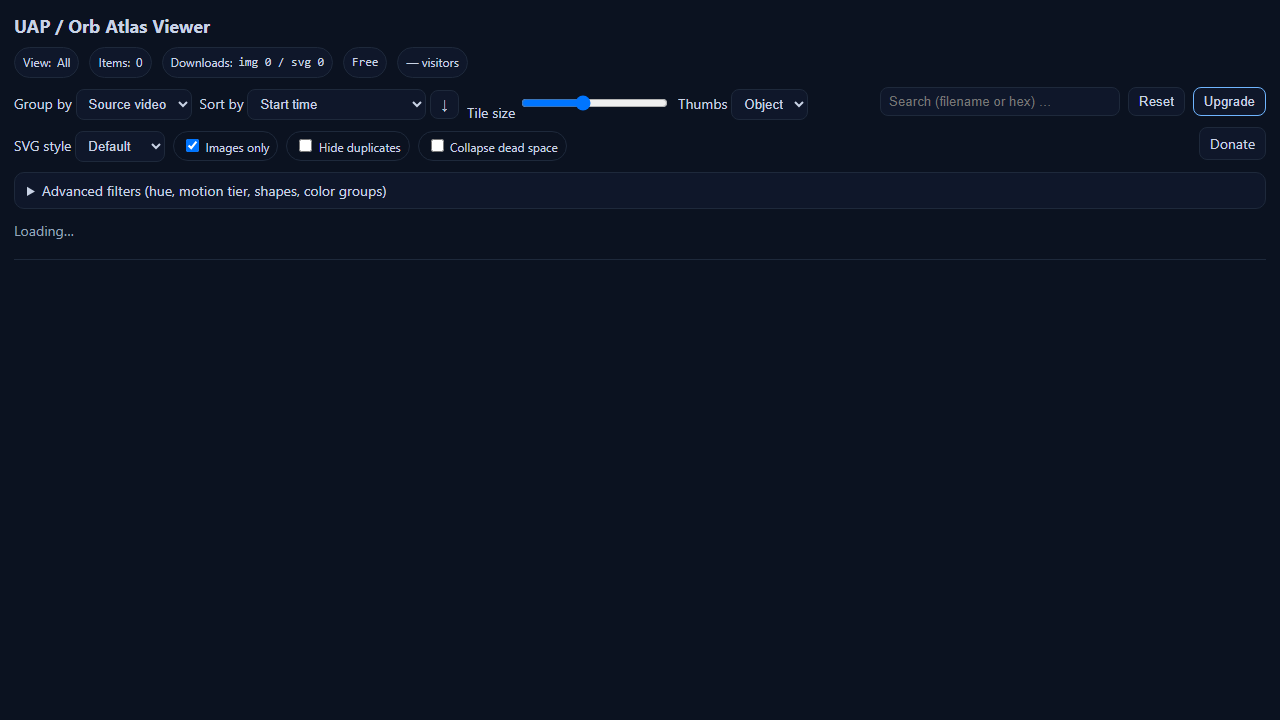 UAP / Orb Atlas Viewer
View: All Items: 0 Downloads: img 0 / svg 0 Free — visitors
Group by Source video Sort by Start time ↓ Tile size Thumbs Object Search (filename or hex) ... Reset Upgrade
SVG style Default Images only Hide duplicates Collapse dead space Donate
▶ Advanced filters (hue, motion tier, shapes, color groups)
Loading...